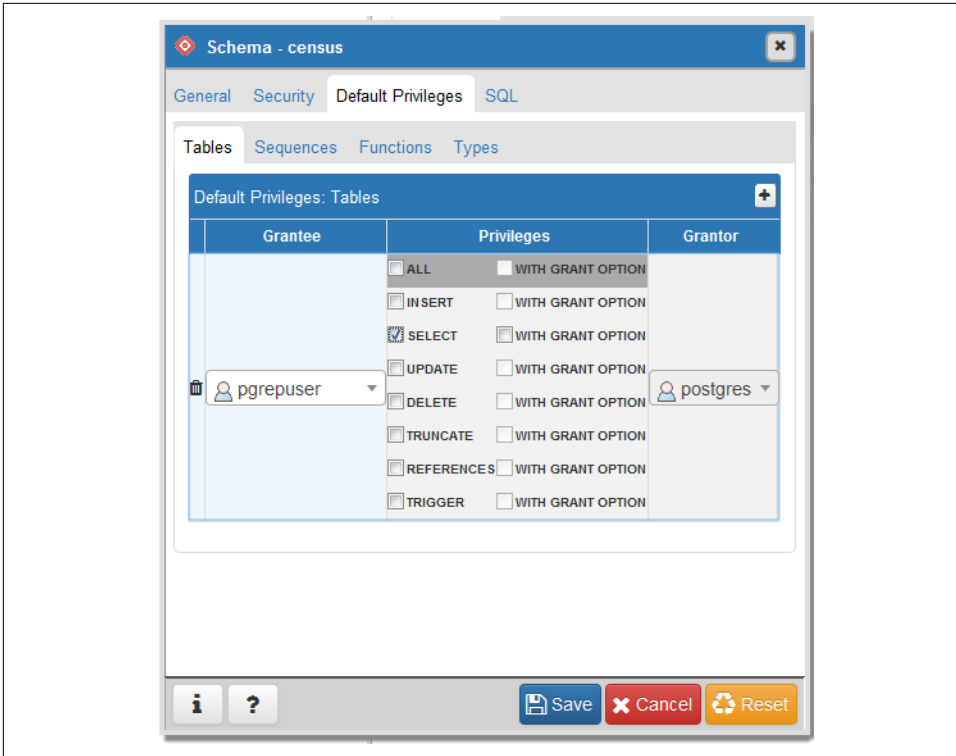 Schema - census
General Security Default Privileges SQL
Tables Sequences Functions Types
Default Privileges: Tables
Grantee Privileges Grantor
ALL WITH GRANT OPTION
INSERT WITH GRANT OPTION
SELECT WITH GRANT OPTION
UPDATE WITH GRANT OPTION
pgrepuser postgres
DELETE WITH GRANT OPTION
TRUNCATE WITH GRANT OPTION
REFERENCES WITH GRANT OPTION
TRIGGER WITH GRANT OPTION
i ? Save Cancel Reset